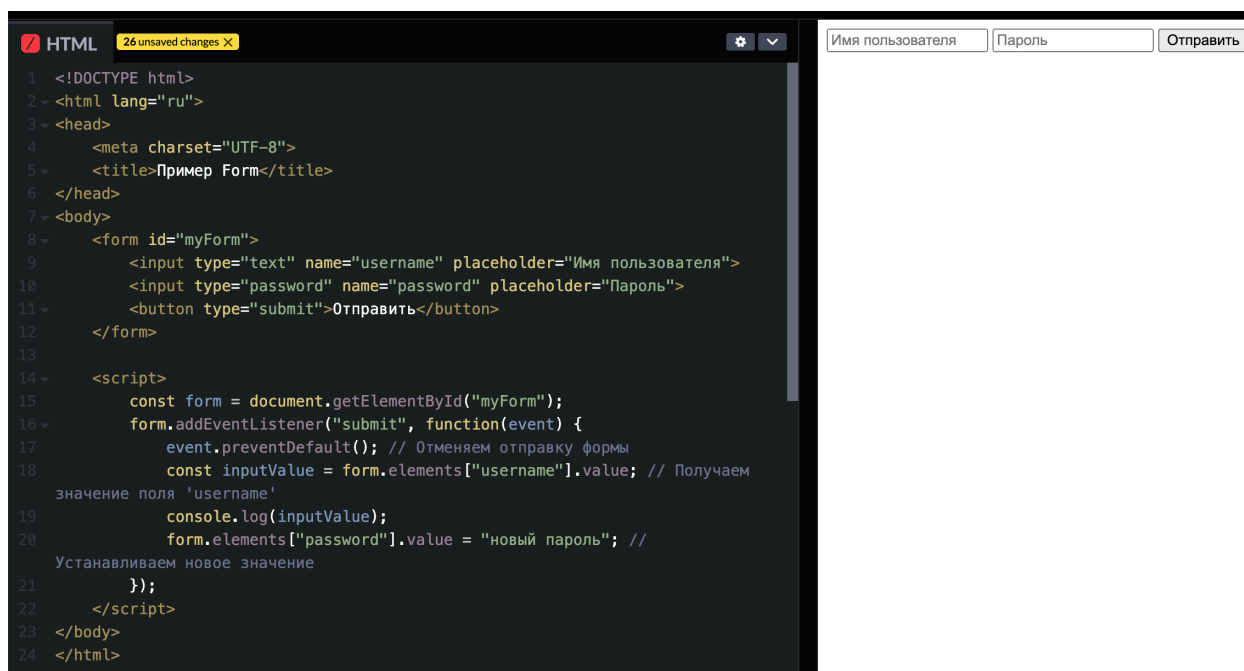 HTML 26 unsaved changes X
1 <!DOCTYPE html>
2 <html lang="ru">
3 <head>
4     <meta charset="UTF-8">
5     <title>Пример Form</title>
6 </head>
7 <body>
8     <form id="myForm">
9         <input type="text" name="username" placeholder="Имя пользователя">
10         <input type="password" name="password" placeholder="Пароль">
11         <button type="submit">Отправить</button>
12     </form>
13
14     <script>
15         const form = document.getElementById("myForm");
16         form.addEventListener("submit", function(event) {
17             event.preventDefault(); // Отменяем отправку формы
18             const inputValue = form.elements["username"].value; // Получаем
значение поля 'username'
19             console.log(inputValue);
20             form.elements["password"].value = "новый пароль"; //
Устанавливаем новое значение
21         });
22     </script>
23 </body>
24 </html>
Имя пользователя Пароль Отправить